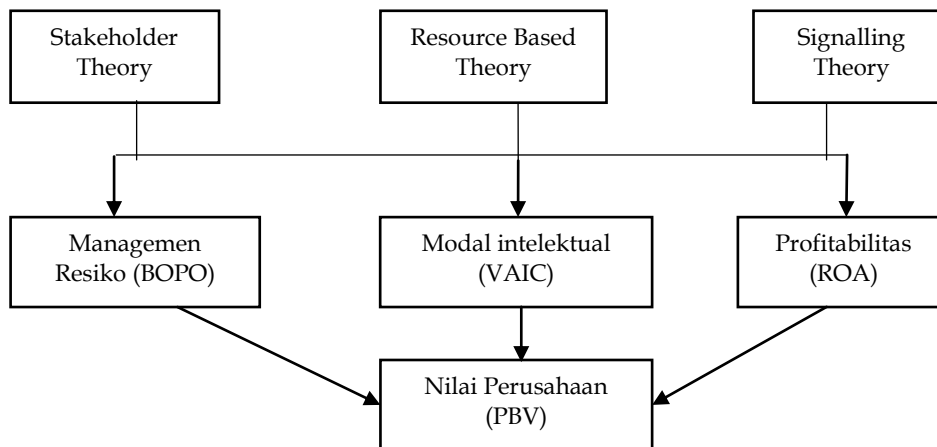 Stakeholder
Theory
Resource Based
Theory
Signalling
Theory
Managemen
Resiko (BOPO)
Modal intelektual
(VAIC)
Profitabilitas
(ROA)
Nilai Perusahaan
(PBV)